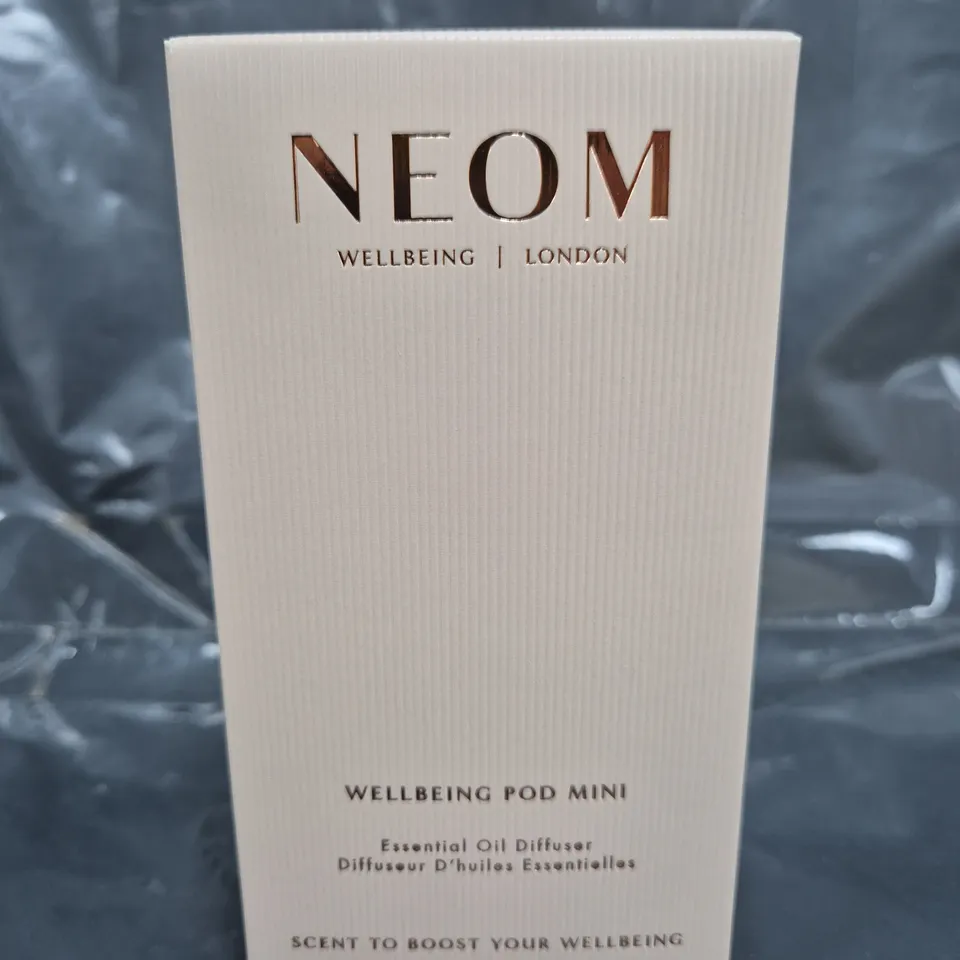 NEOM
WELLBEING | LONDON
WELLBEING POD MINI
Essential Oil Diffuser
Diffuseur D'huiles Essentielles
SCENT TO BOOST YOUR WELLBEING